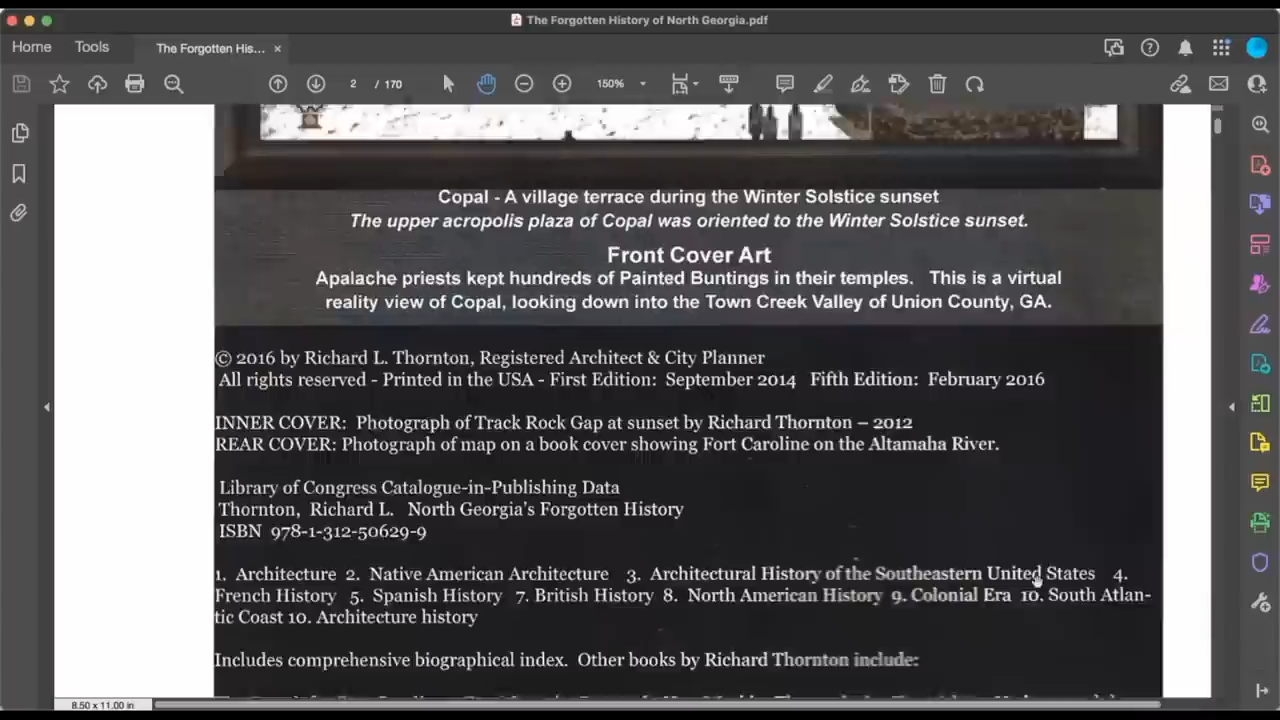 The Forgotten History of North Georgia.pdf
Home
Tools
The Forgotten His...
2 / 170
150%
Copal - A village terrace during the Winter Solstice sunset
The upper acropolis plaza of Copal was oriented to the Winter Solstice sunset.
Front Cover Art
Apalache priests kept hundreds of Painted Buntings in their temples. This is a virtual
reality view of Copal, looking down into the Town Creek Valley of Union County, GA.
© 2016 by Richard L. Thornton, Registered Architect & City Planner
All rights reserved - Printed in the USA - First Edition: September 2014 Fifth Edition: February 2016
INNER COVER: Photograph of Track Rock Gap at sunset by Richard Thornton – 2012
REAR COVER: Photograph of map on a book cover showing Fort Caroline on the Altamaha River.
Library of Congress Catalogue-in-Publishing Data
Thornton, Richard L. North Georgia's Forgotten History
ISBN 978-1-312-50629-9
1. Architecture 2. Native American Architecture 3. Architectural History of the Southeastern United States 4.
French History 5. Spanish History 7. British History 8. North American History 9. Colonial Era 10. South Atlan-
tic Coast 10. Architecture history
Includes comprehensive biographical index. Other books by Richard Thornton include:
8.50 x 11.00 in